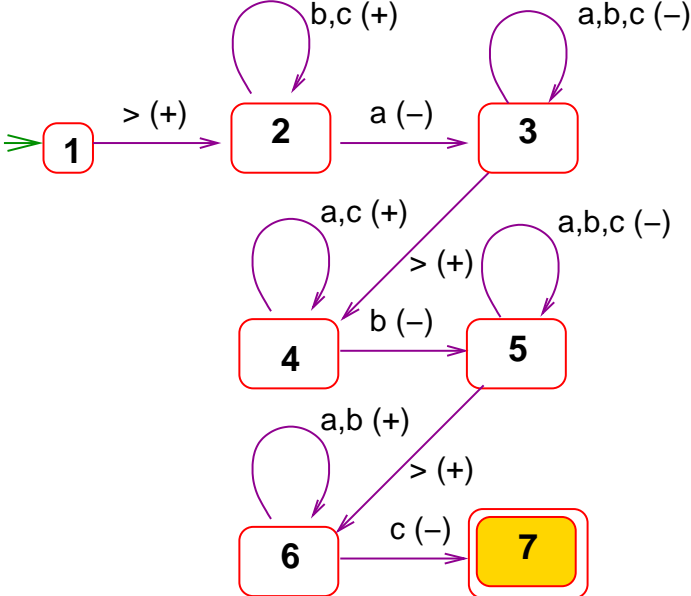 b,c (+)
a,b,c (–)
> (+)
a (–)
1
2
3
a,c (+)
a,b,c (–)
> (+)
b (–)
4
5
a,b (+)
> (+)
c (–)
6
7